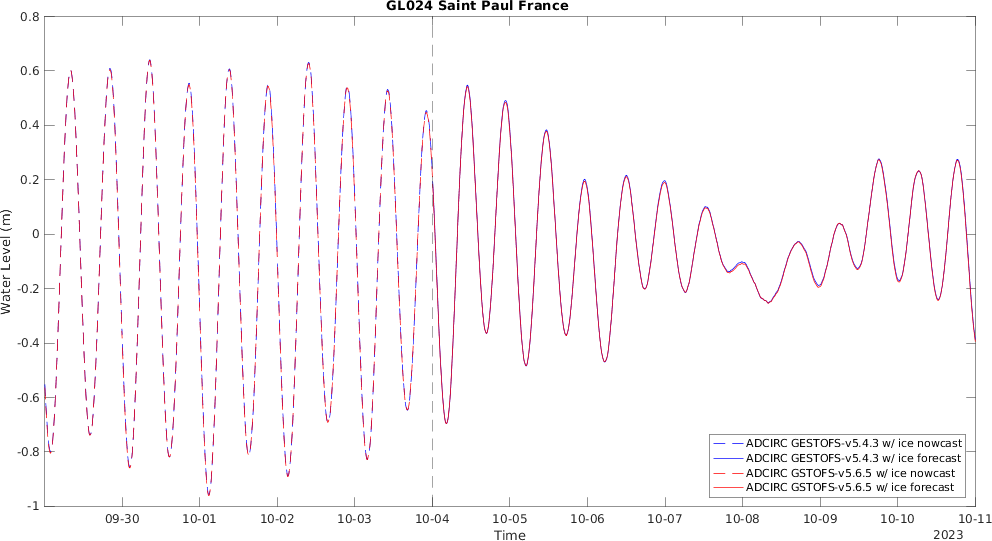 GL024 Saint Paul France
0.8
0.6
0.4
0.2
0
-0.2
-0.4
-0.6
-0.8
-1
Water Level (m)
ADCIRC GESTOFS-v5.4.3 w/ ice nowcast
ADCIRC GESTOFS-v5.4.3 w/ ice forecast
ADCIRC GSTOFS-v5.6.5 w/ ice nowcast
ADCIRC GSTOFS-v5.6.5 w/ ice forecast
09-30 10-01 10-02 10-03 10-04 10-05 10-06 10-07 10-08 10-09 10-10 10-11
Time
2023